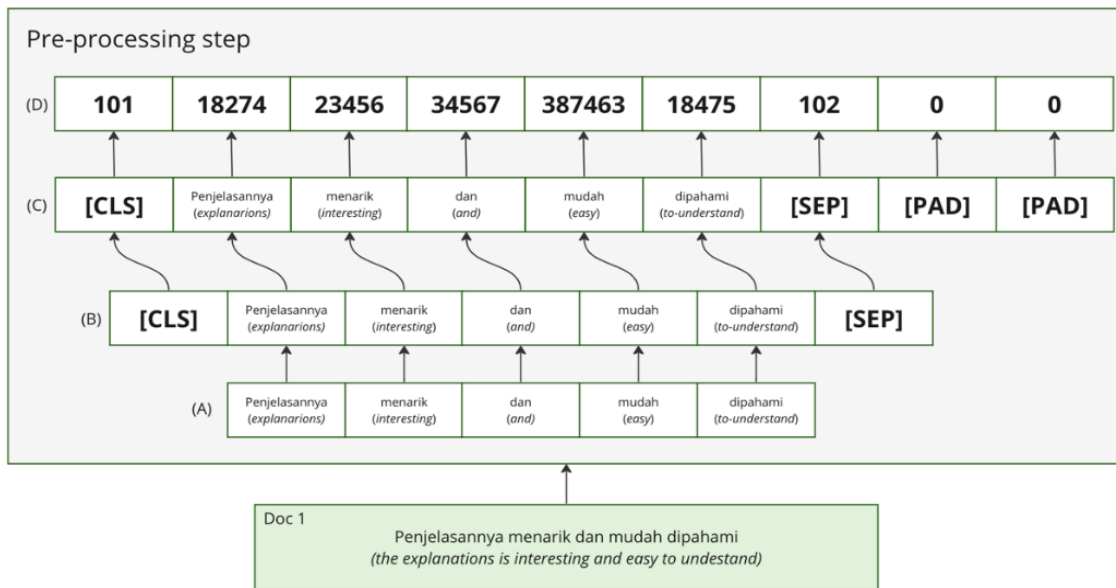 Pre-processing step
(D) 101 18274 23456 34567 387463 18475 102 0 0
(C) [CLS] Penjelasannya menarik dan mudah dipahami [SEP] [PAD] [PAD]
(explanarions) (interesting) (and) (easy) (to-understand)
(B) [CLS] Penjelasannya menarik dan mudah dipahami [SEP]
(explanarions) (interesting) (and) (easy) (to-understand)
(A) Penjelasannya menarik dan mudah dipahami
(explanarions) (interesting) (and) (easy) (to-understand)
Doc 1
Penjelasannya menarik dan mudah dipahami
(the explanations is interesting and easy to undestand)